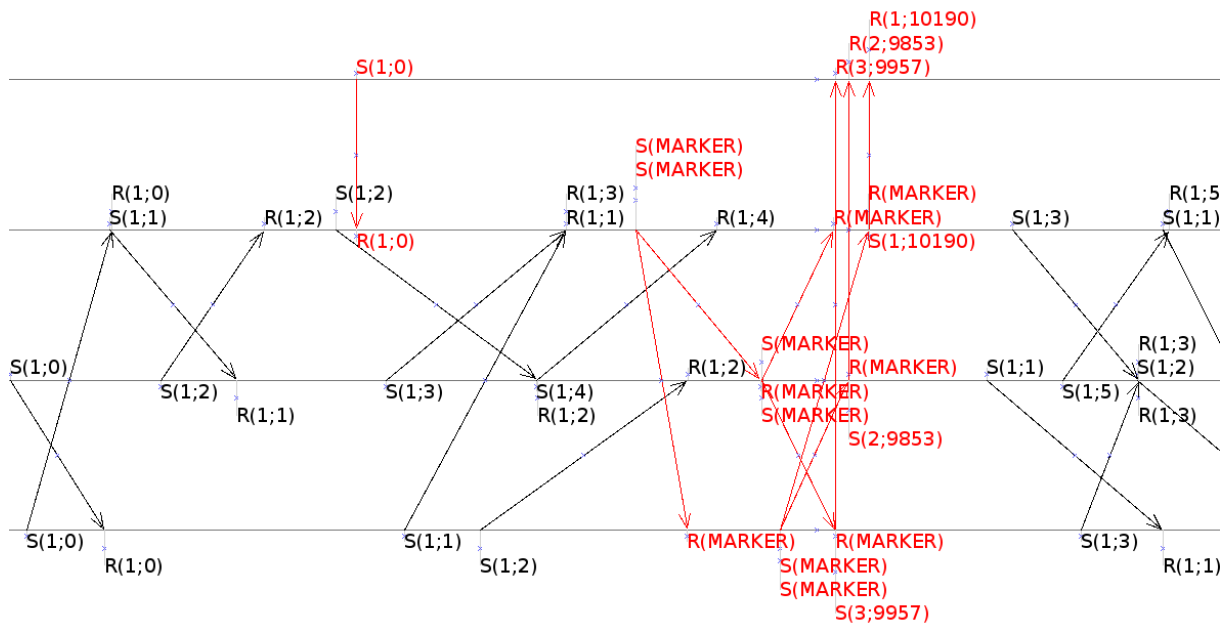 R(1;10190)
R(2;9853)
S(1;0) R(3;9957)
S(MARKER)
S(MARKER)
R(1;0) S(1;2) R(1;3) R(MARKER) R(1;5
S(1;1) R(1;2) R(1;1) R(1;4) R(MARKER) S(1;3) S(1;1)
R(1;0) S(1;10190)
S(MARKER) R(1;3)
S(1;0) R(1;2) R(MARKER) S(1;1) S(1;2)
S(1;2) S(1;3) S(1;4) R(MARKER) S(1;5)
R(1;1) R(1;2) S(MARKER) R(1;3)
S(2;9853)
S(1;0) S(1;1) R(MARKER) R(MARKER) S(1;3)
R(1;0) S(1;2) S(MARKER) R(1;1)
S(MARKER)
S(3;9957)